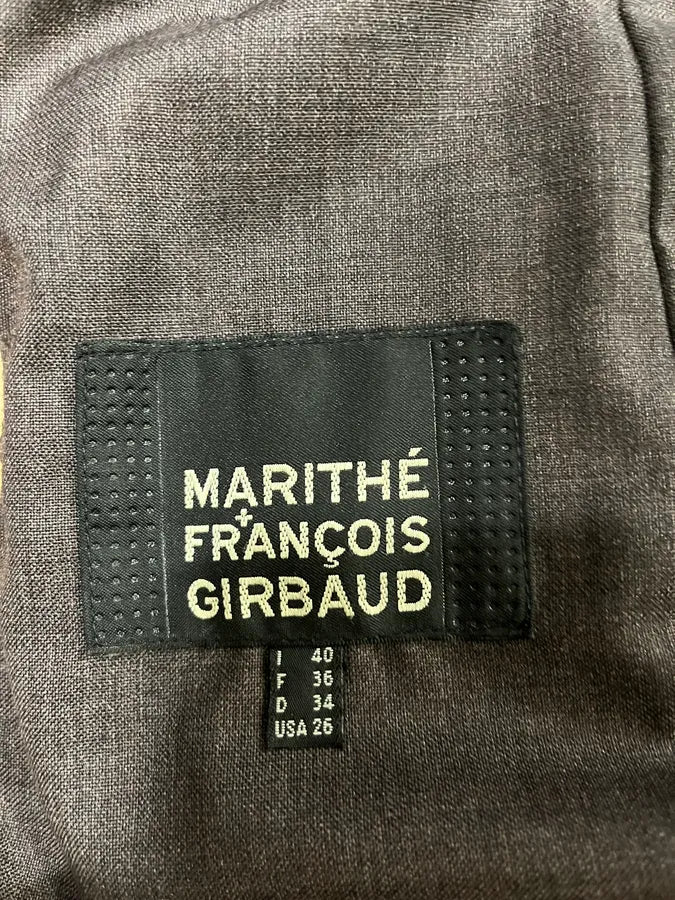 MARITHÉ
+
FRANÇOIS
GIRBAUD
I 40
F 36
D 34
USA 26